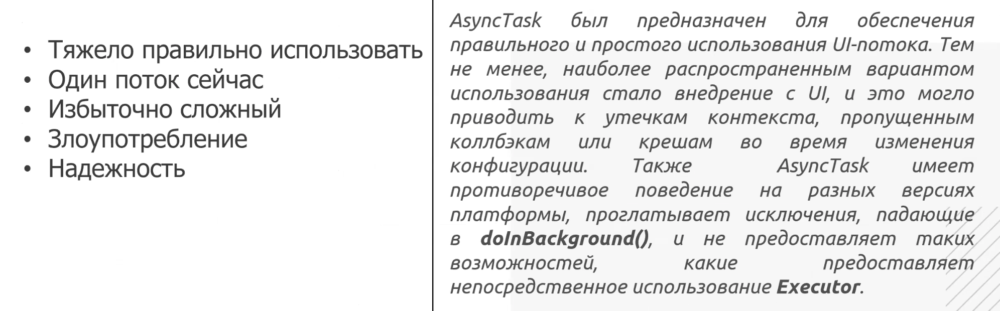 • Тяжело правильно использовать
• Один поток сейчас
• Избыточно сложный
• Злоупотребление
• Надежность
AsyncTask был предназначен для обеспечения
правильного и простого использования UI-потока. Тем
не менее, наиболее распространенным вариантом
использования стало внедрение с UI, и это могло
приводить к утечкам контекста, пропущенным
коллбэкам или крешам во время изменения
конфигурации. Также AsyncTask имеет
противоречивое поведение на разных версиях
платформы, проглатывает исключения, падающие
в doInBackground(), и не предоставляет таких
возможностей, какие предоставляет
непосредственное использование Executor.